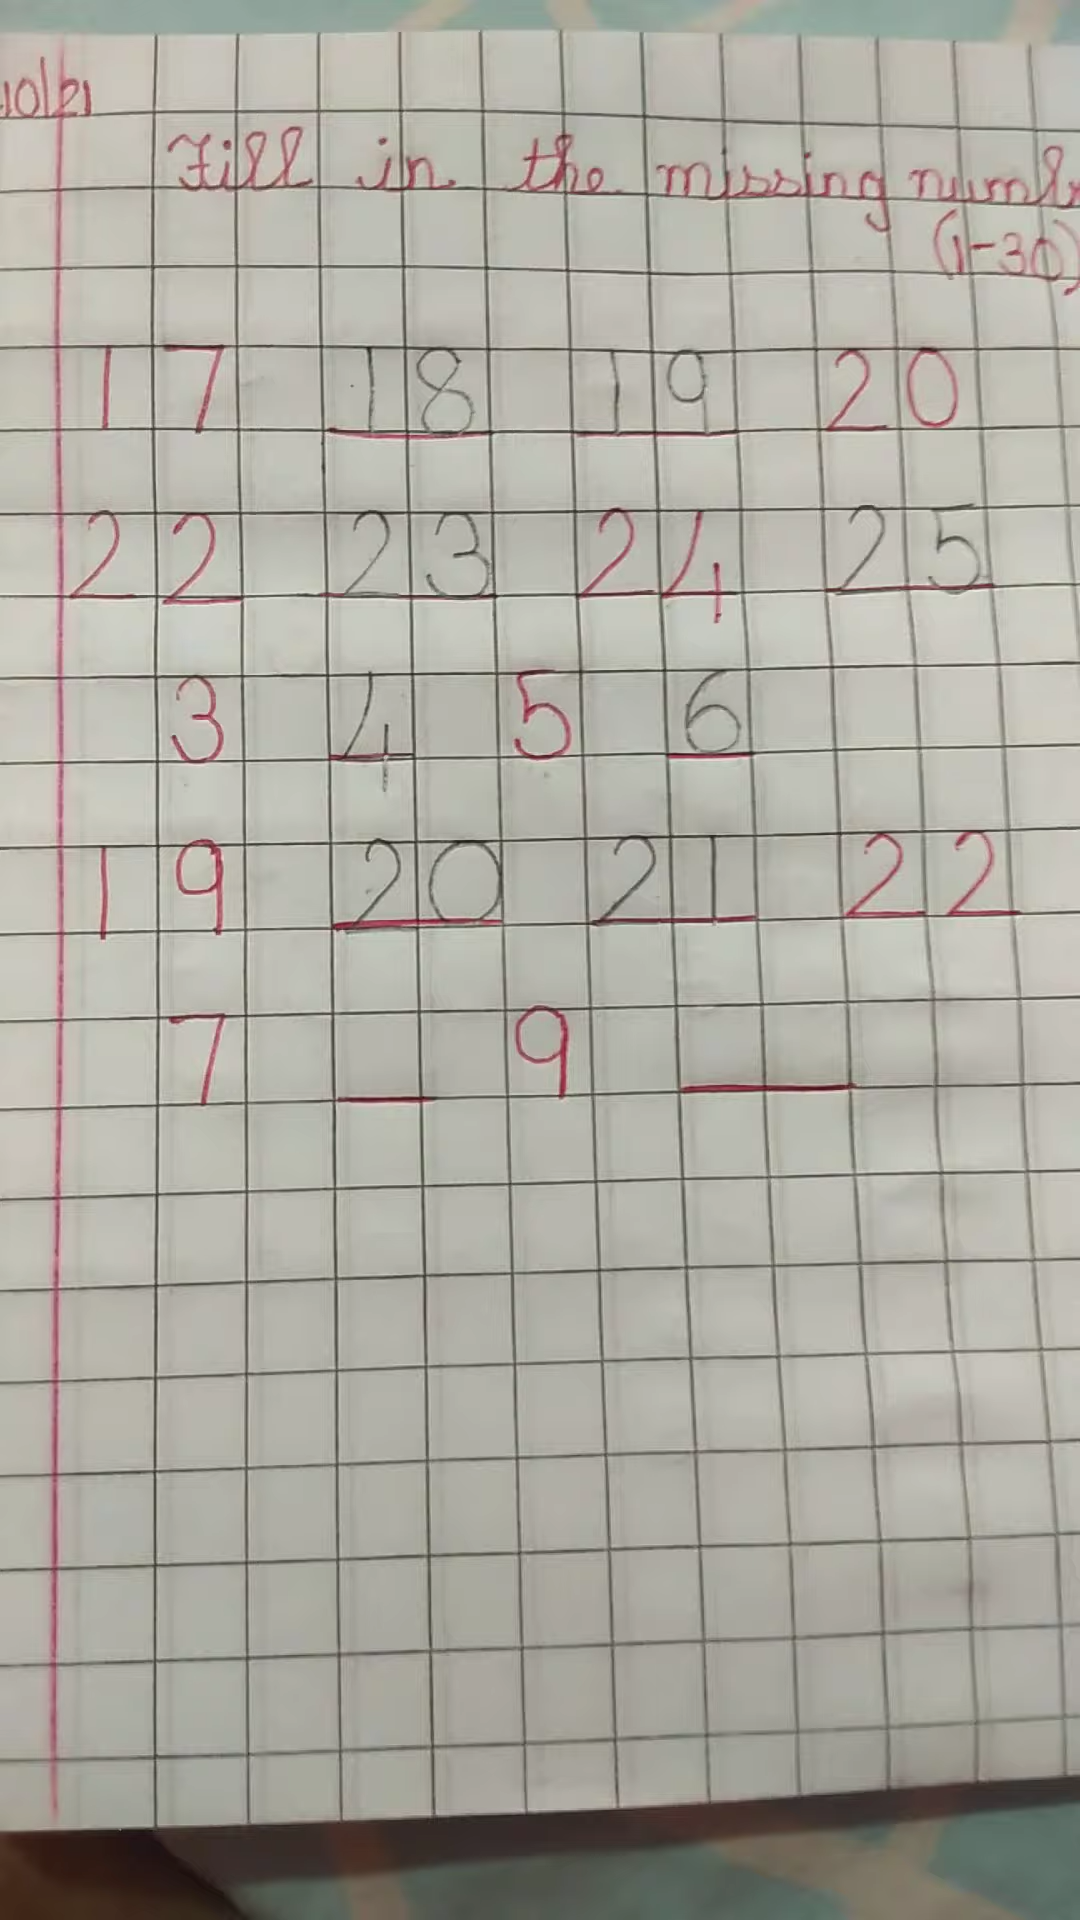 10/21
Fill in the missing
(1-30)
17 18 19 20
22 23 24 25
3 4 5 6
19 20 21 22
7 _ 9 __